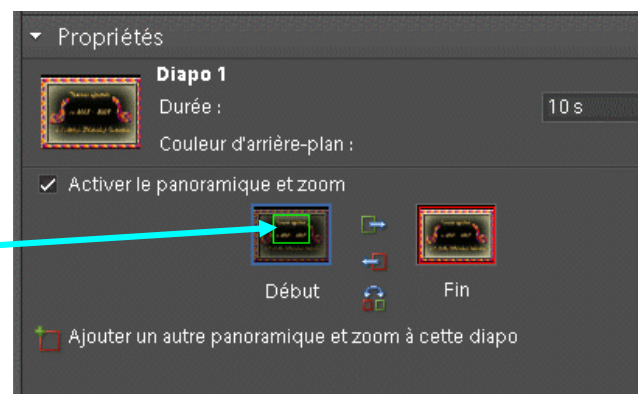 Propriétés
Diapo 1
Durée : 10 s
Couleur d'arrière-plan :
Activer le panoramique et zoom
Début Fin
Ajouter un autre panoramique et zoom à cette diapo